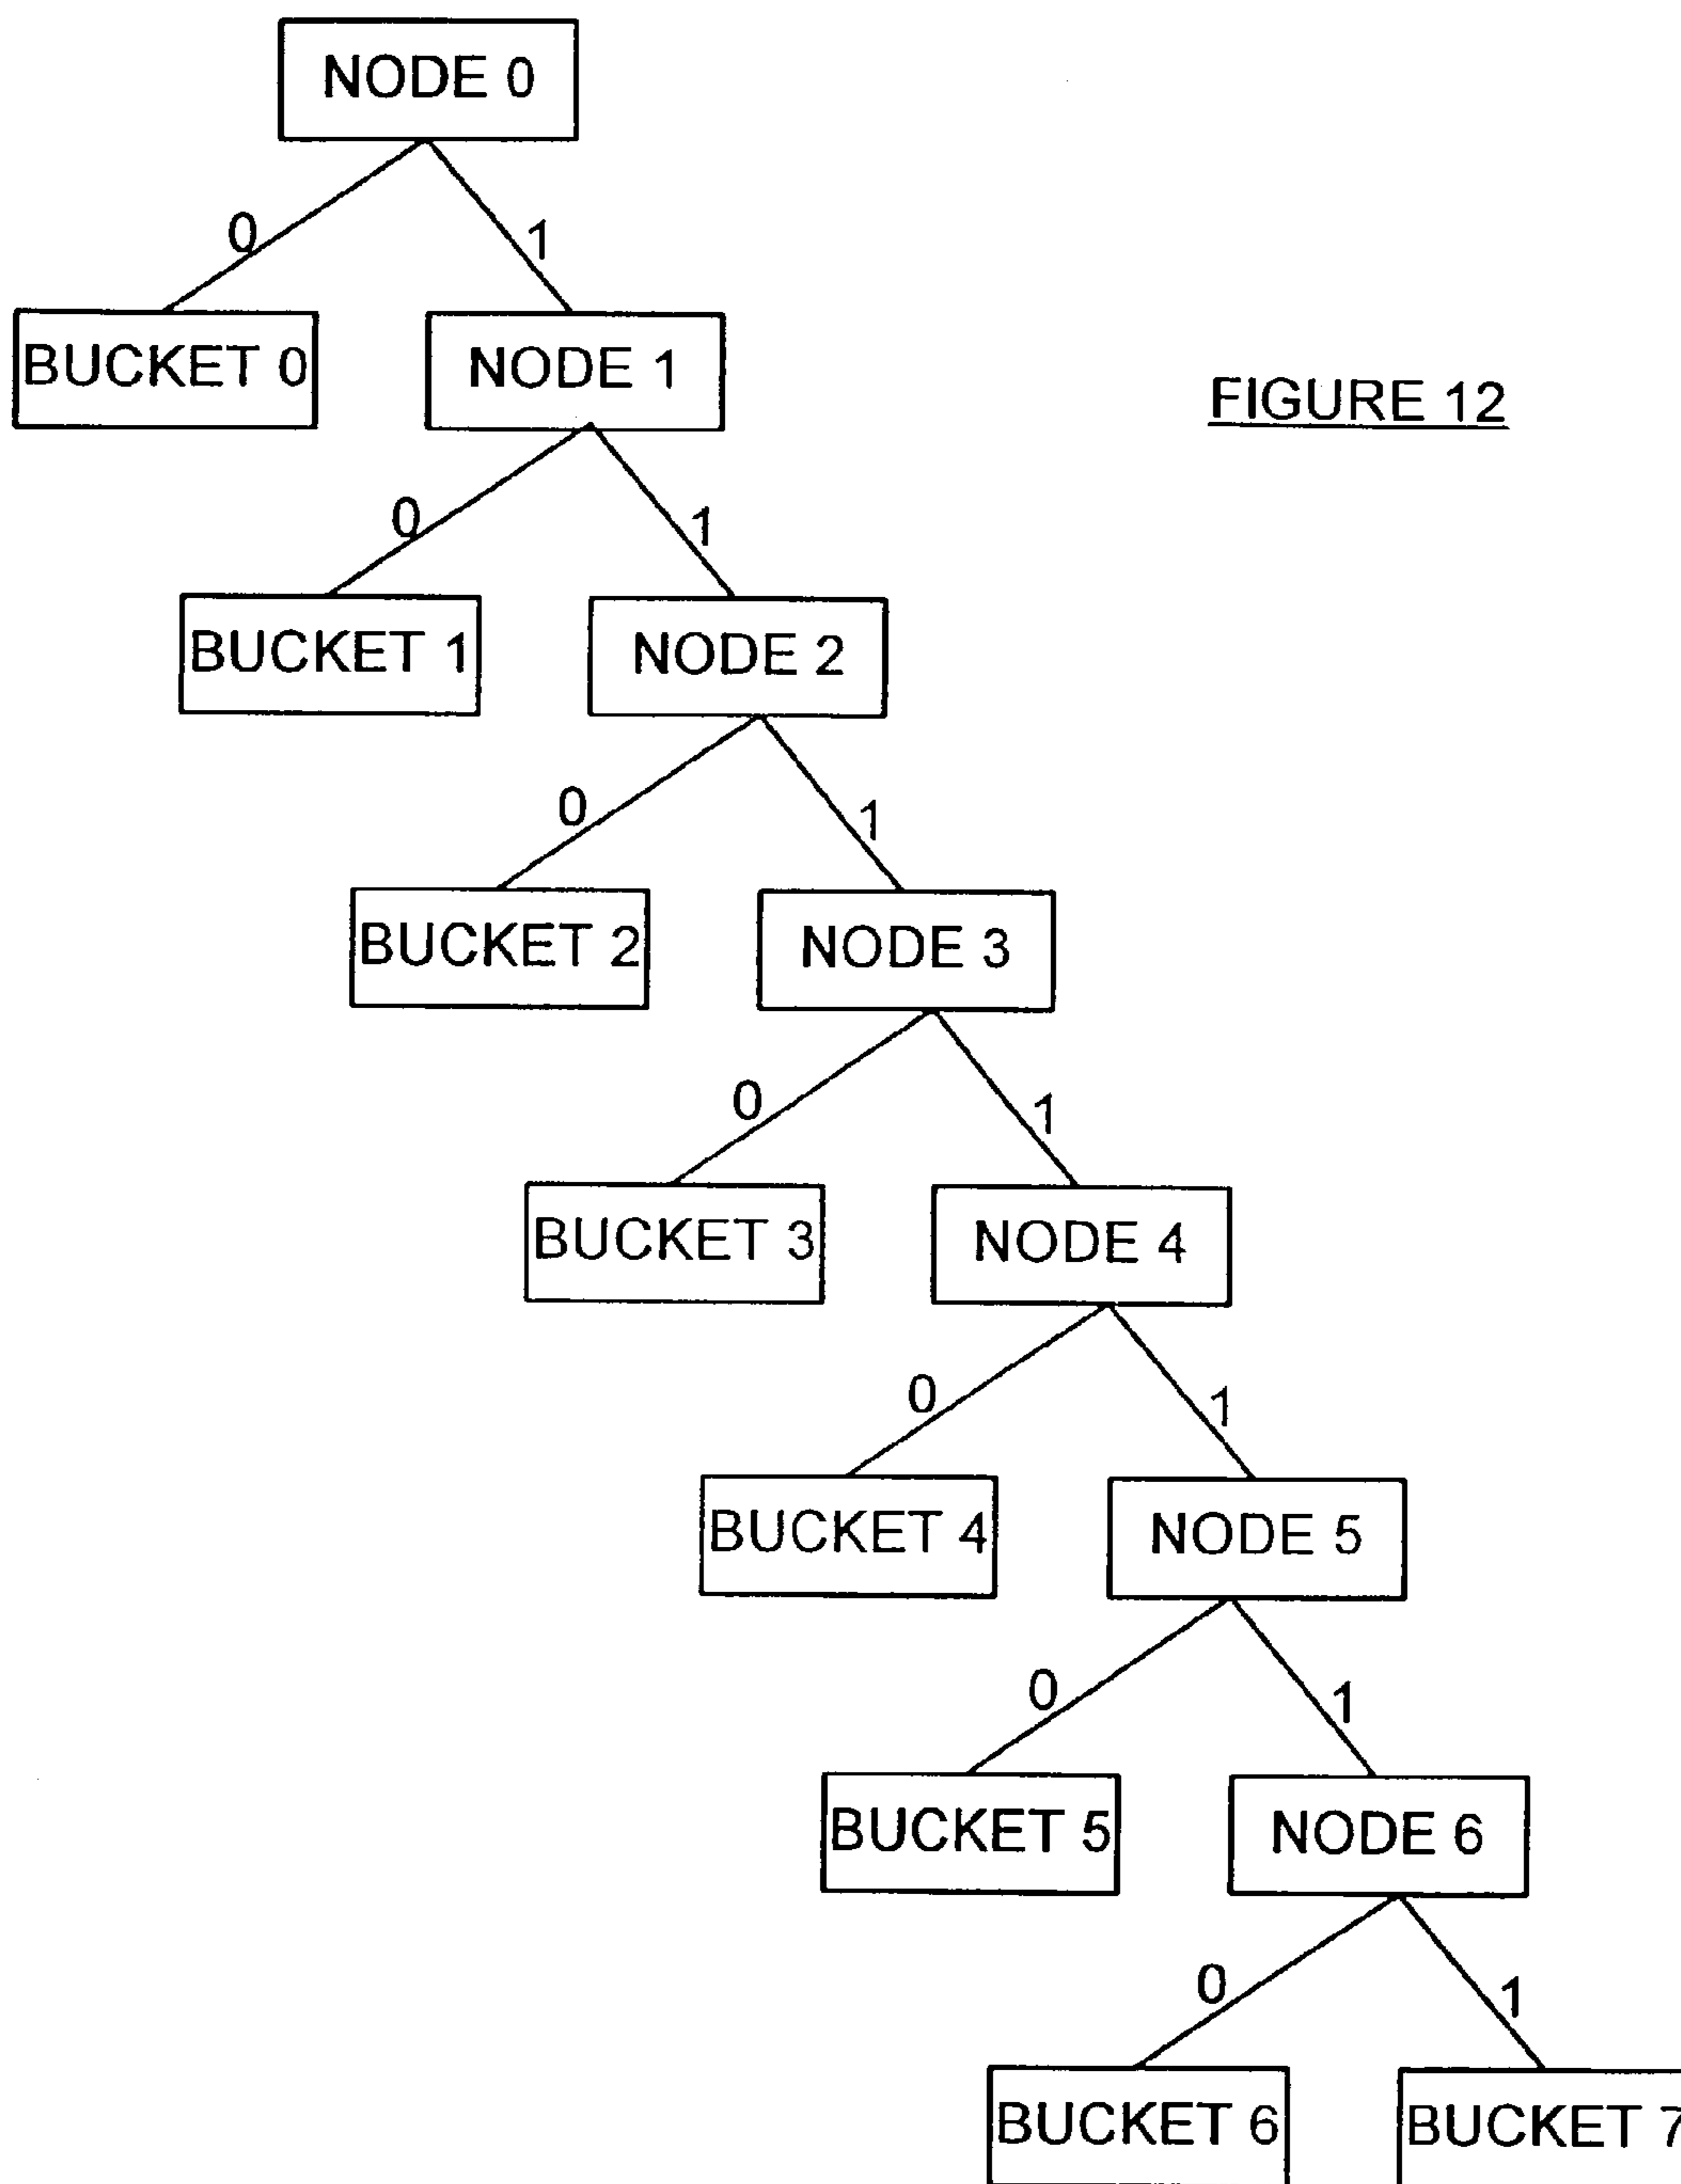 NODE 0
0 1
BUCKET 0 NODE 1
FIGURE 12
0 1
BUCKET 1 NODE 2
0 1
BUCKET 2 NODE 3
0 1
BUCKET 3 NODE 4
0 1
BUCKET 4 NODE 5
0 1
BUCKET 5 NODE 6
0 1
BUCKET 6 BUCKET 7